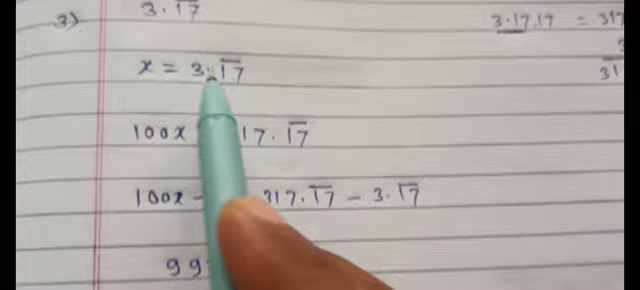 3) 3.1̅7̅
3.17.17 = 317
x = 3.1̅7̅
31
100x 17.1̅7̅
100x - 317.1̅7̅ - 3.1̅7̅
99